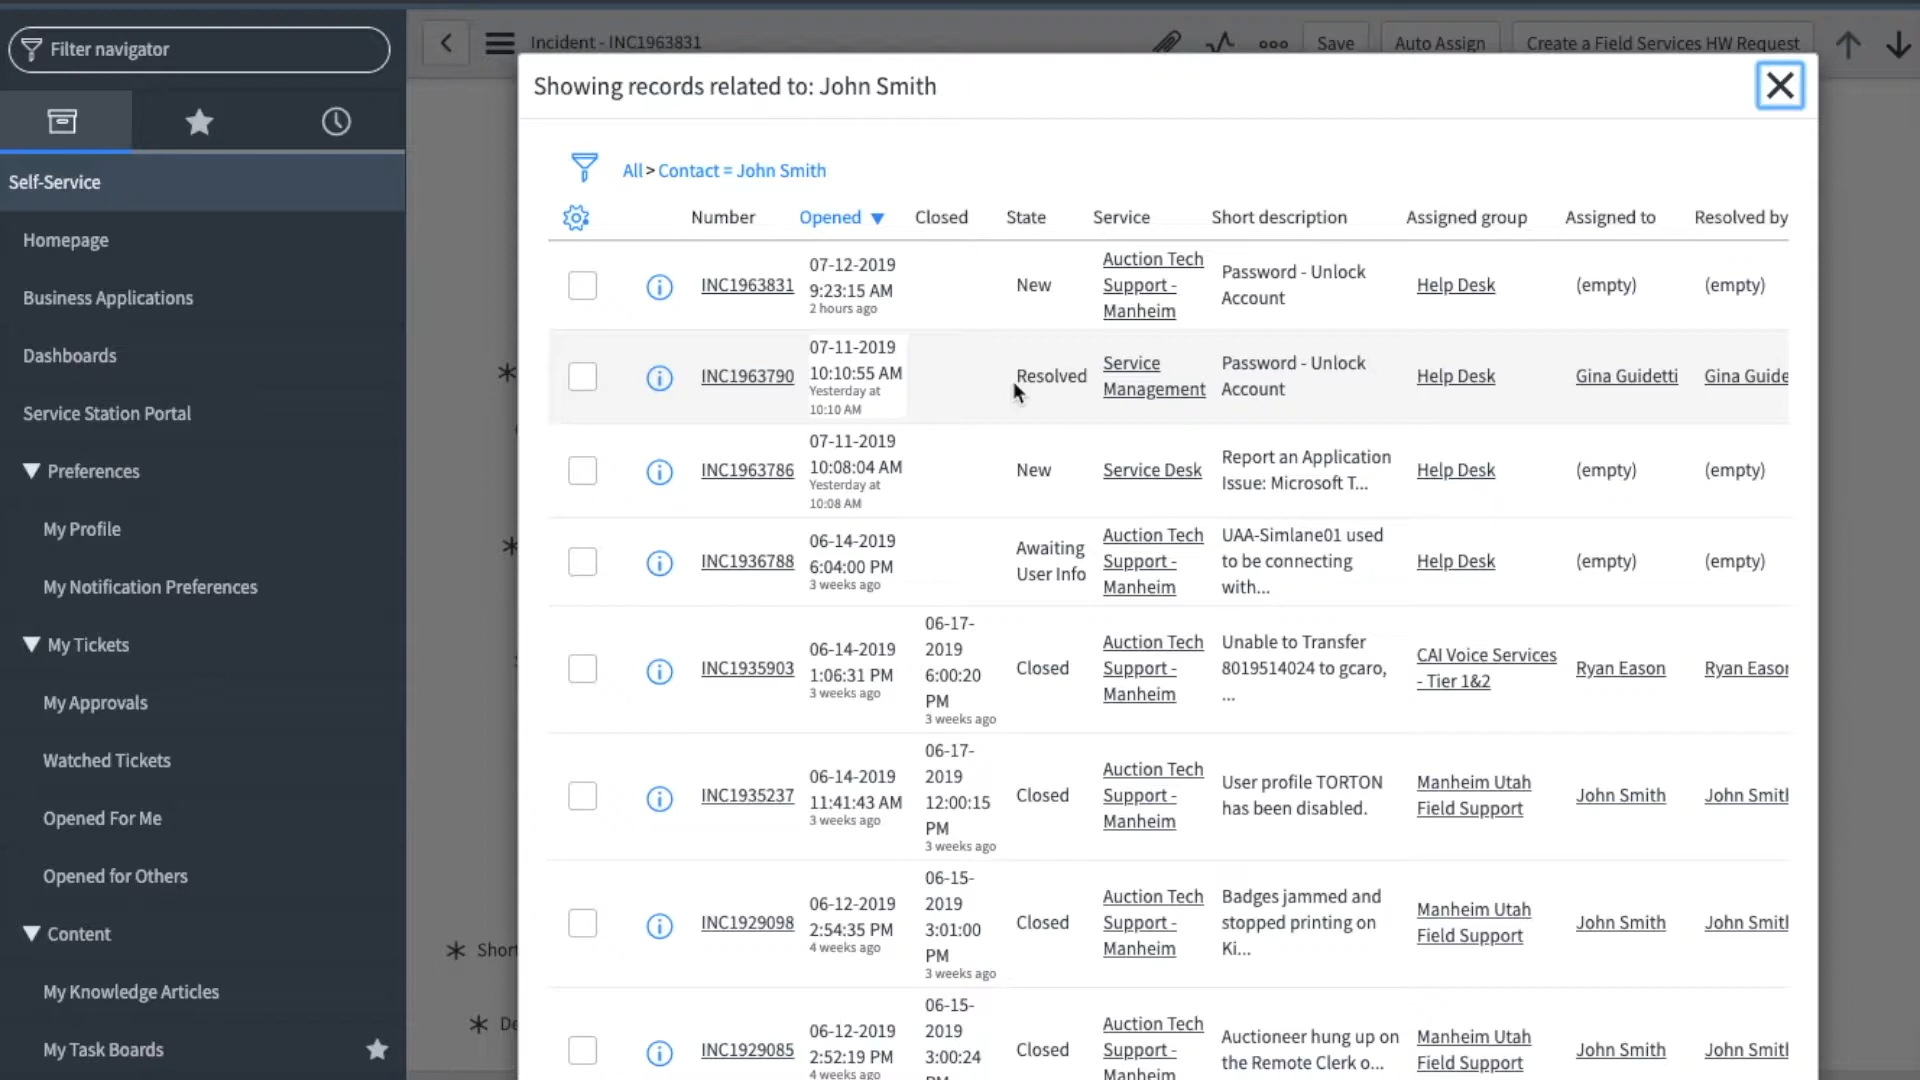 Filter navigator
Incident - INC1963831
Save
Auto Assign
Create a Field Services HW Request
Self-Service
Homepage
Business Applications
Dashboards
Service Station Portal
Preferences
My Profile
My Notification Preferences
My Tickets
My Approvals
Watched Tickets
Opened For Me
Opened for Others
Content
My Knowledge Articles
My Task Boards
Short
De
Showing records related to: John Smith
All > Contact = John Smith
Number Opened Closed State Service Short description Assigned group Assigned to Resolved by
INC1963831
07-12-2019
9:23:15 AM
2 hours ago
New
Auction Tech
Support -
Manheim
Password - Unlock
Account
Help Desk
(empty)
(empty)
INC1963790
07-11-2019
10:10:55 AM
Yesterday at
10:10 AM
Resolved
Service
Management
Password - Unlock
Account
Help Desk
Gina Guidetti
Gina Guide
INC1963786
07-11-2019
10:08:04 AM
Yesterday at
10:08 AM
New
Service Desk
Report an Application
Issue: Microsoft T...
Help Desk
(empty)
(empty)
INC1936788
06-14-2019
6:04:00 PM
3 weeks ago
Awaiting
User Info
Auction Tech
Support -
Manheim
UAA-Simlane01 used
to be connecting
with...
Help Desk
(empty)
(empty)
INC1935903
06-14-2019
1:06:31 PM
3 weeks ago
06-17-
2019
6:00:20
PM
3 weeks ago
Closed
Auction Tech
Support -
Manheim
Unable to Transfer
8019514024 to gcaro,
...
CAI Voice Services
- Tier 1&2
Ryan Eason
Ryan Eason
INC1935237
06-14-2019
11:41:43 AM
3 weeks ago
06-17-
2019
12:00:15
PM
3 weeks ago
Closed
Auction Tech
Support -
Manheim
User profile TORTON
has been disabled.
Manheim Utah
Field Support
John Smith
John Smith
INC1929098
06-12-2019
2:54:35 PM
4 weeks ago
06-15-
2019
3:01:00
PM
3 weeks ago
Closed
Auction Tech
Support -
Manheim
Badges jammed and
stopped printing on
Ki...
Manheim Utah
Field Support
John Smith
John Smith
INC1929085
06-12-2019
2:52:19 PM
4 weeks ago
06-15-
2019
3:00:24
PM
Closed
Auction Tech
Support -
Manheim
Auctioneer hung up on
the Remote Clerk o...
Manheim Utah
Field Support
John Smith
John Smith